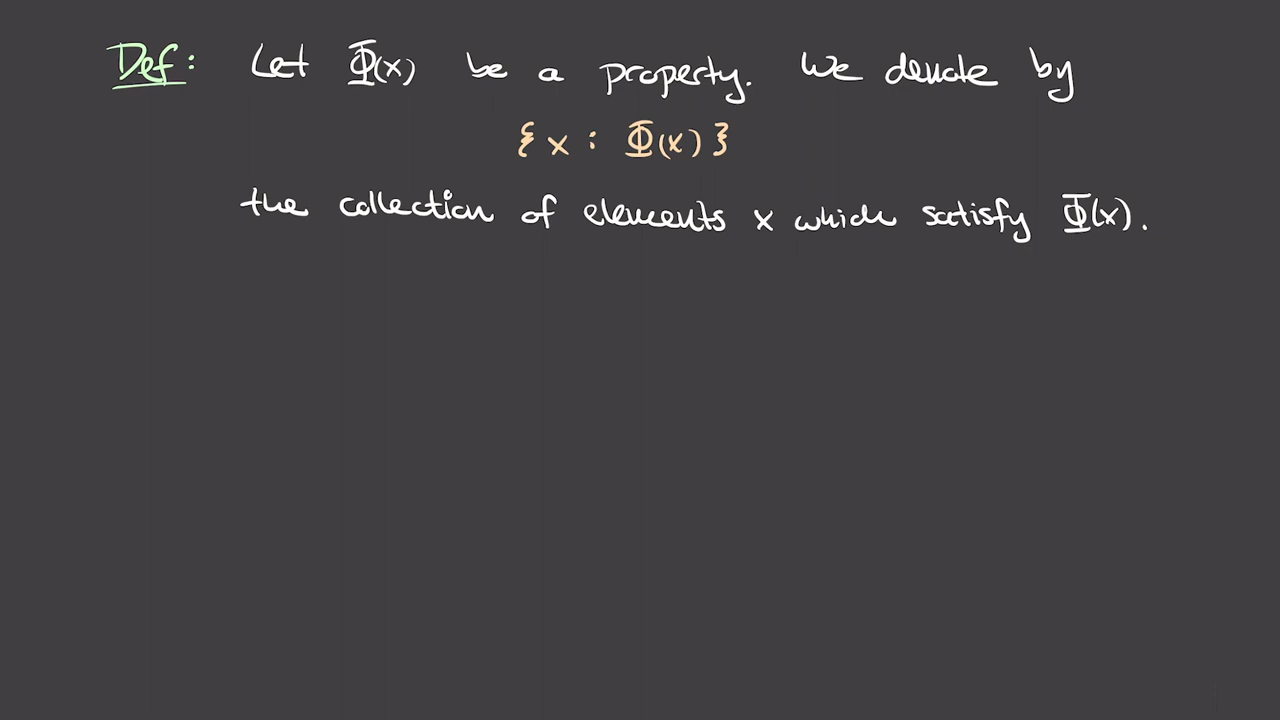 Def: Let Φ(x) be a property. We denote by
{ x : Φ(x) }
the collection of elements x which satisfy Φ(x).